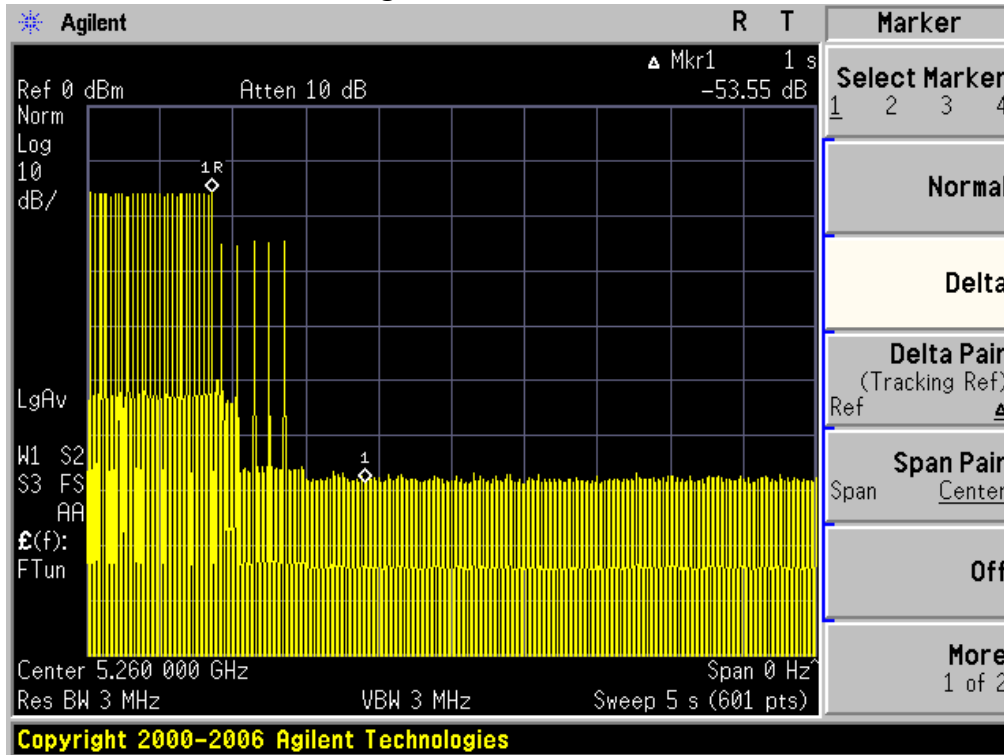 Agilent R T Marker
Δ Mkr1 1 s
Ref 0 dBm Atten 10 dB -53.55 dB
Norm
Log
10
dB/
1R
LgAv
1
W1 S2
S3 FS
AA
£(f):
FTun
Center 5.260 000 GHz Span 0 Hz^
Res BW 3 MHz VBW 3 MHz Sweep 5 s (601 pts)
Select Marker
1 2 3 4
Normal
Delta
Delta Pair
(Tracking Ref)
Ref Δ
Span Pair
Span Center
Off
More
1 of 2
Copyright 2000-2006 Agilent Technologies